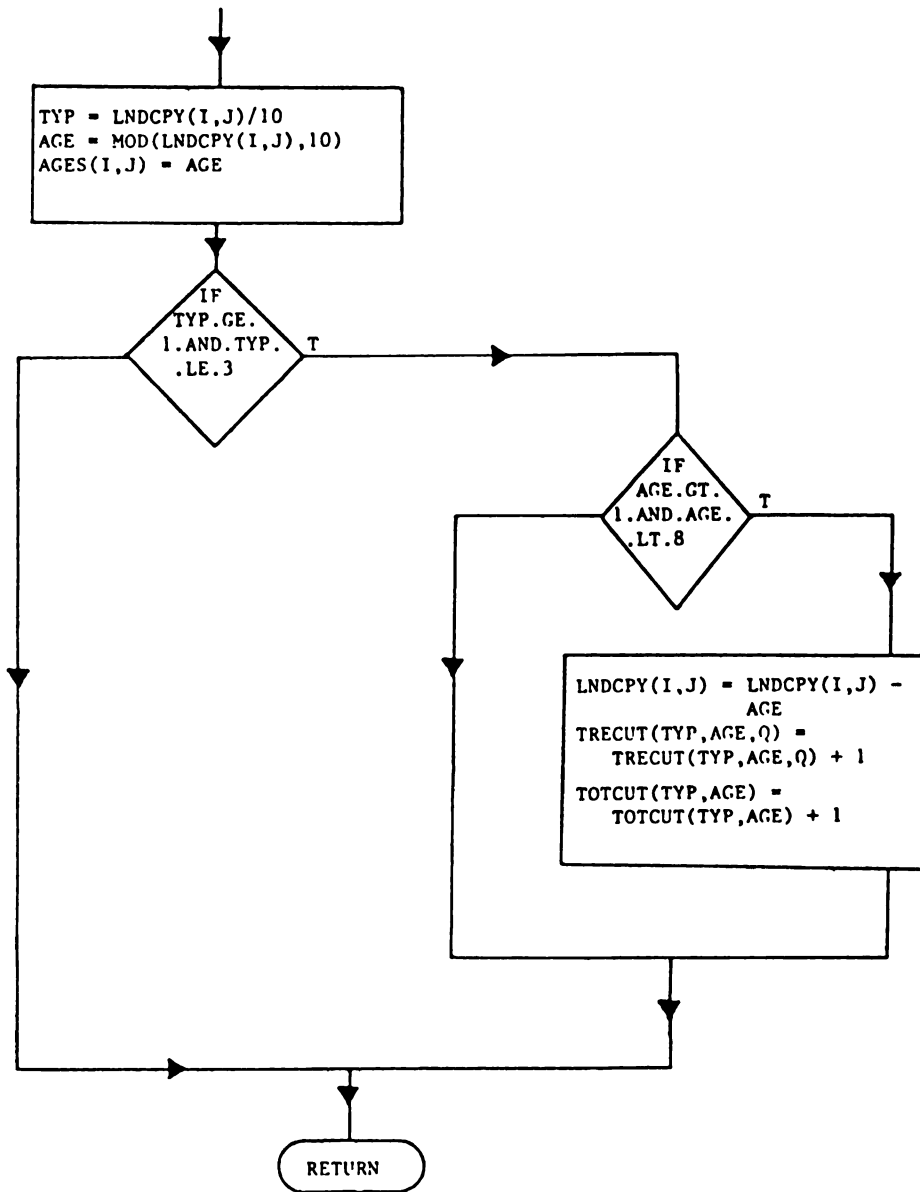 TYP = LNDCPY(I,J)/10
AGE = MOD(LNDCPY(I,J),10)
AGES(I,J) = AGE
IF
TYP.GE.
1.AND.TYP.
.LE.3
T
IF
AGE.GT.
1.AND.AGE.
.LT.8
T
LNDCPY(I,J) = LNDCPY(I,J) -
AGE
TRECUT(TYP,AGE,Q) =
TRECUT(TYP,AGE,Q) + 1
TOTCUT(TYP,AGE) =
TOTCUT(TYP,AGE) + 1
RETURN